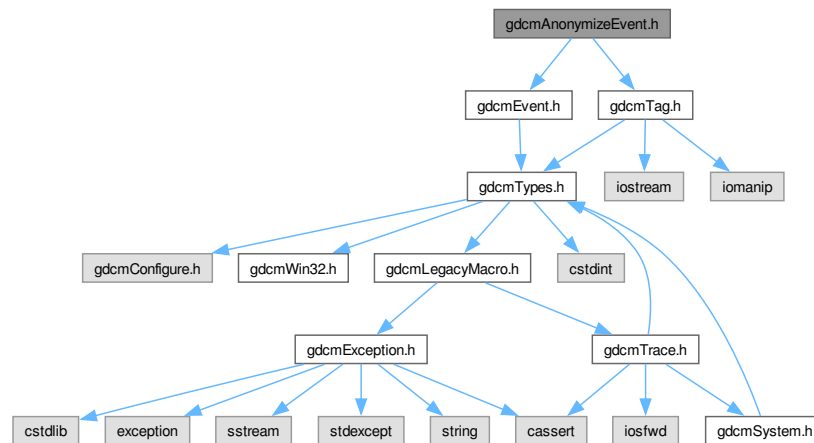 gdcmAnonymizeEvent.h
gdcmEvent.h
gdcmTag.h
gdcmTypes.h
iostream
iomanip
gdcmConfigure.h
gdcmWin32.h
gdcmLegacyMacro.h
cstdint
gdcmException.h
gdcmTrace.h
cstdlib
exception
sstream
stdexcept
string
cassert
iosfwd
gdcmSystem.h